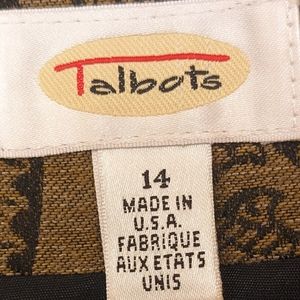 Talbots
14
MADE IN
U.S.A.
FABRIQUE
AUX ETATS
UNIS